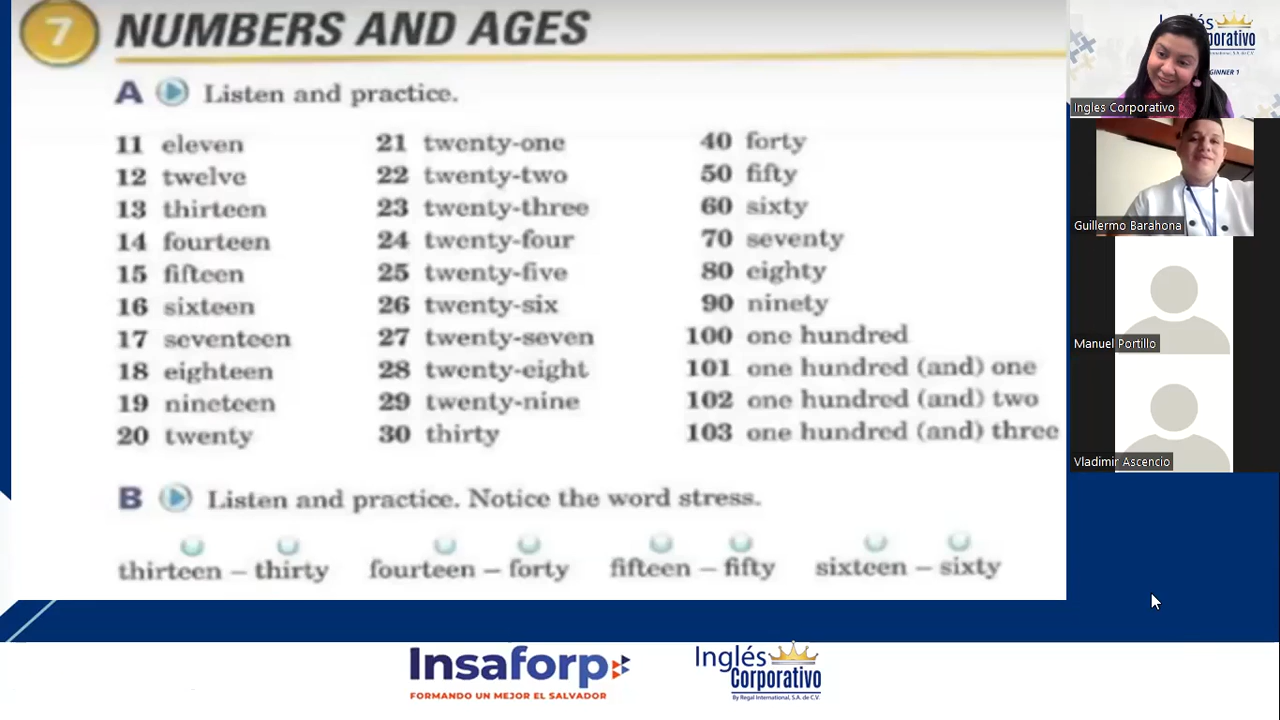 7 NUMBERS AND AGES
A Listen and practice.
11 eleven
12 twelve
13 thirteen
14 fourteen
15 fifteen
16 sixteen
17 seventeen
18 eighteen
19 nineteen
20 twenty
21 twenty-one
22 twenty-two
23 twenty-three
24 twenty-four
25 twenty-five
26 twenty-six
27 twenty-seven
28 twenty-eight
29 twenty-nine
30 thirty
40 forty
50 fifty
60 sixty
70 seventy
80 eighty
90 ninety
100 one hundred
101 one hundred (and) one
102 one hundred (and) two
103 one hundred (and) three
B Listen and practice. Notice the word stress.
thirteen – thirty fourteen – forty fifteen – fifty sixteen – sixty
Insaforp
FORMANDO UN MEJOR EL SALVADOR
Inglés
Corporativo
By Regal International, S.A. de C.V.
Ingles Corporativo
Guillermo Barahona
Manuel Portillo
Vladimir Ascencio